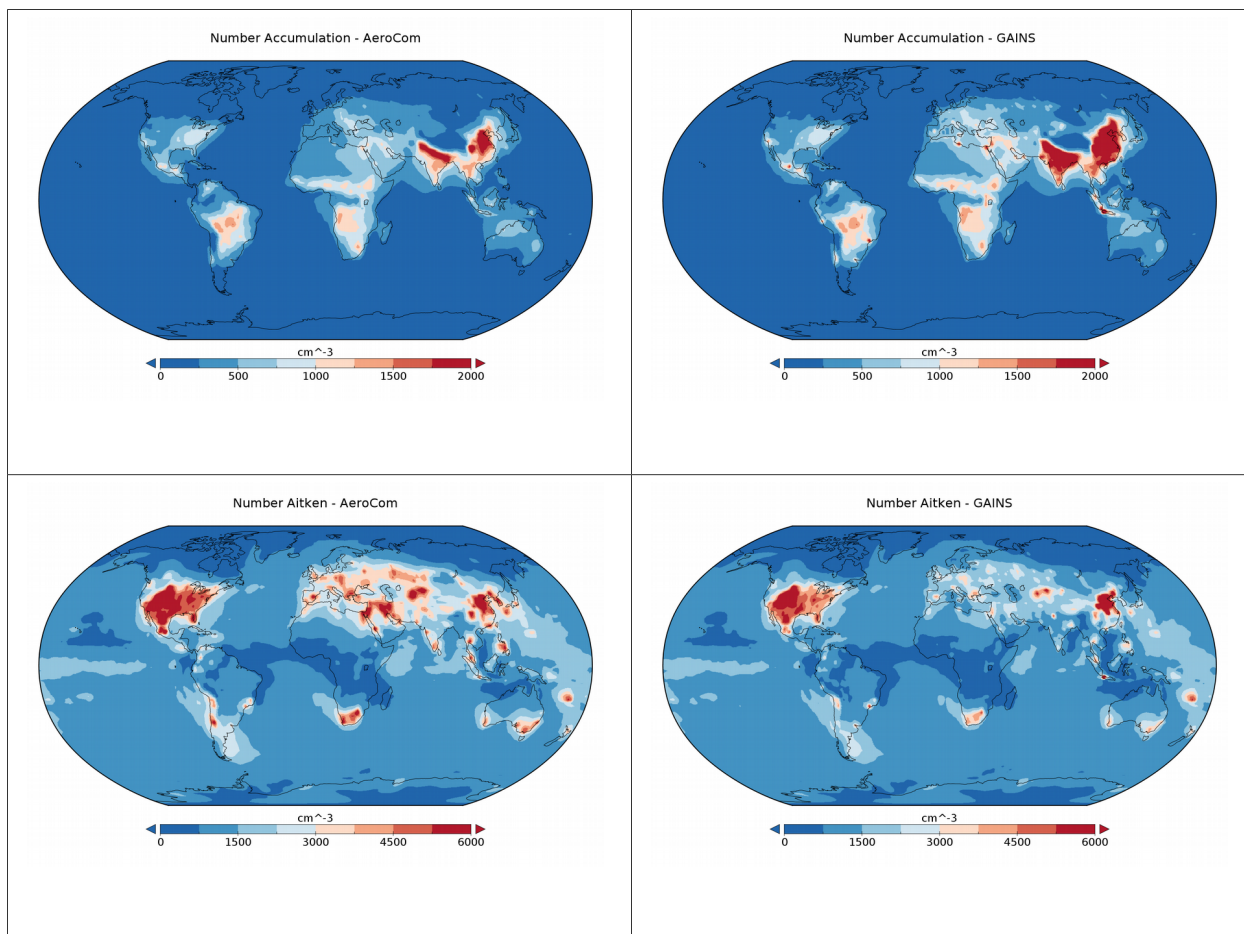 Number Accumulation - AeroCom
cm^-3
0 500 1000 1500 2000
Number Accumulation - GAINS
cm^-3
0 500 1000 1500 2000
Number Aitken - AeroCom
cm^-3
0 1500 3000 4500 6000
Number Aitken - GAINS
cm^-3
0 1500 3000 4500 6000